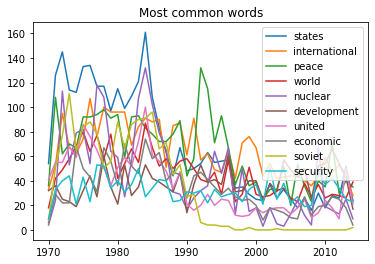 Most common words
160
140
120
100
80
60
40
20
0
1970
1980
1990
2000
2010
states
international
peace
world
nuclear
development
united
economic
soviet
security